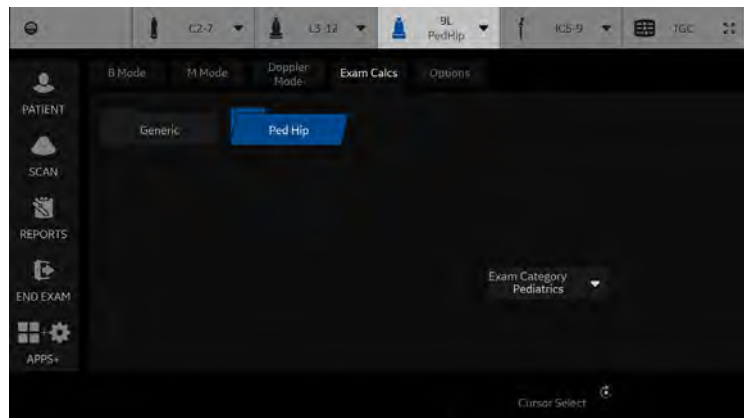 C2-7
L3-12
9L
PedHip
IC5-9
TGC
B Mode
M Mode
Doppler
Mode
Exam Calcs
Options
PATIENT
Generic
Ped Hip
SCAN
REPORTS
Exam Category
Pediatrics
END EXAM
APPS+
Cursor Select